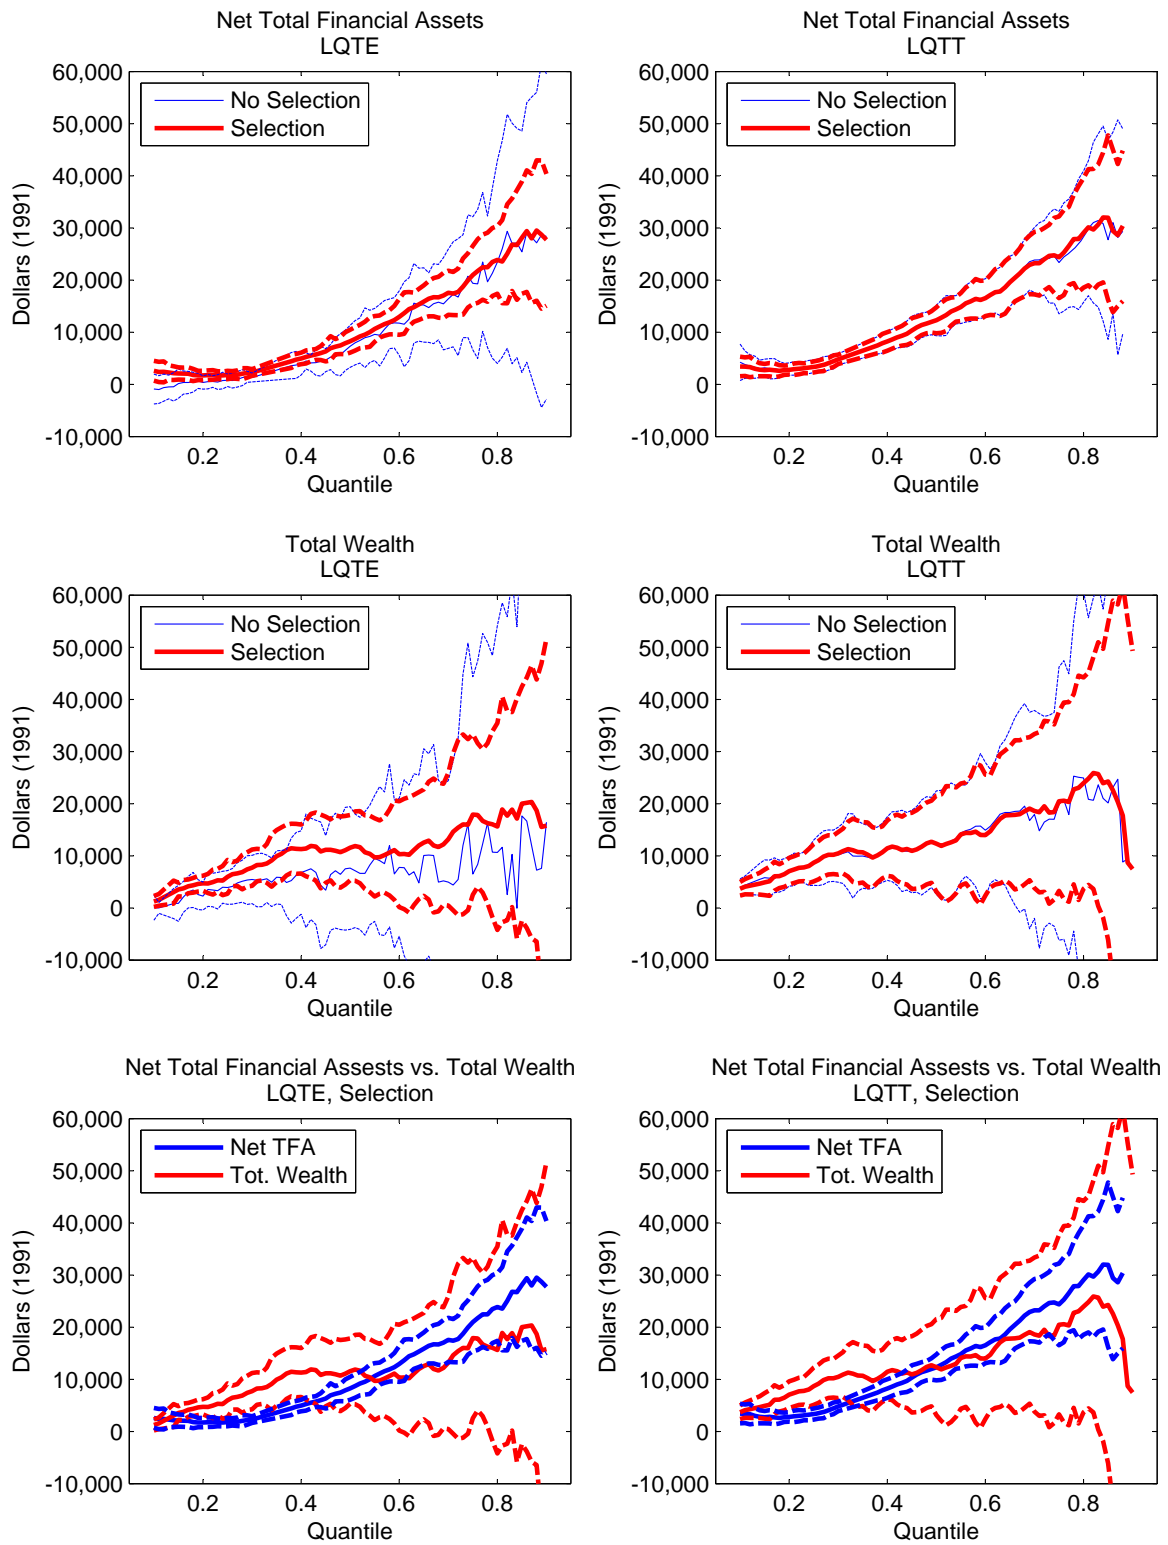 Net Total Financial Assets
LQTE
60,000
50,000
40,000
30,000
20,000
10,000
0
-10,000
Dollars (1991)
No Selection
Selection
0.2
0.4
0.6
0.8
Quantile
Net Total Financial Assets
LQTT
60,000
50,000
40,000
30,000
20,000
10,000
0
-10,000
Dollars (1991)
No Selection
Selection
0.2
0.4
0.6
0.8
Quantile
Total Wealth
LQTE
60,000
50,000
40,000
30,000
20,000
10,000
0
-10,000
Dollars (1991)
No Selection
Selection
0.2
0.4
0.6
0.8
Quantile
Total Wealth
LQTT
60,000
50,000
40,000
30,000
20,000
10,000
0
-10,000
Dollars (1991)
No Selection
Selection
0.2
0.4
0.6
0.8
Quantile
Net Total Financial Assests vs. Total Wealth
LQTE, Selection
60,000
50,000
40,000
30,000
20,000
10,000
0
-10,000
Dollars (1991)
Net TFA
Tot. Wealth
0.2
0.4
0.6
0.8
Quantile
Net Total Financial Assests vs. Total Wealth
LQTT, Selection
60,000
50,000
40,000
30,000
20,000
10,000
0
-10,000
Dollars (1991)
Net TFA
Tot. Wealth
0.2
0.4
0.6
0.8
Quantile